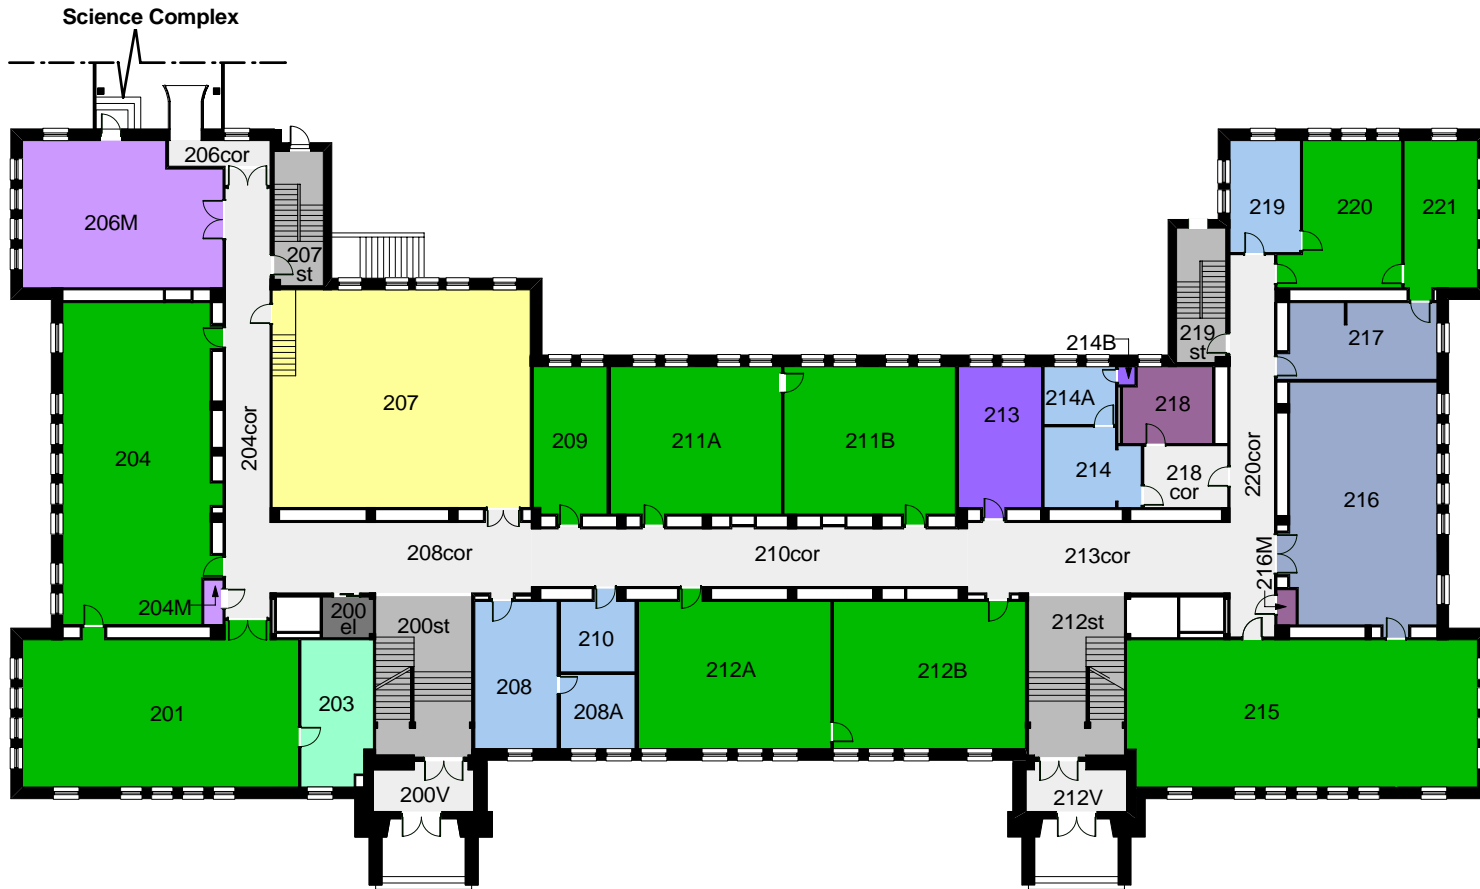 Science Complex
206cor
206M
219
220
221
207
st
219
st
214B
217
207
213
214A
218
204cor
209
211A
211B
204
214
218
cor
220cor
216
208cor
210cor
213cor
216M
204M
200
el
200st
212st
210
208
212A
212B
203
201
208A
215
200V
212V